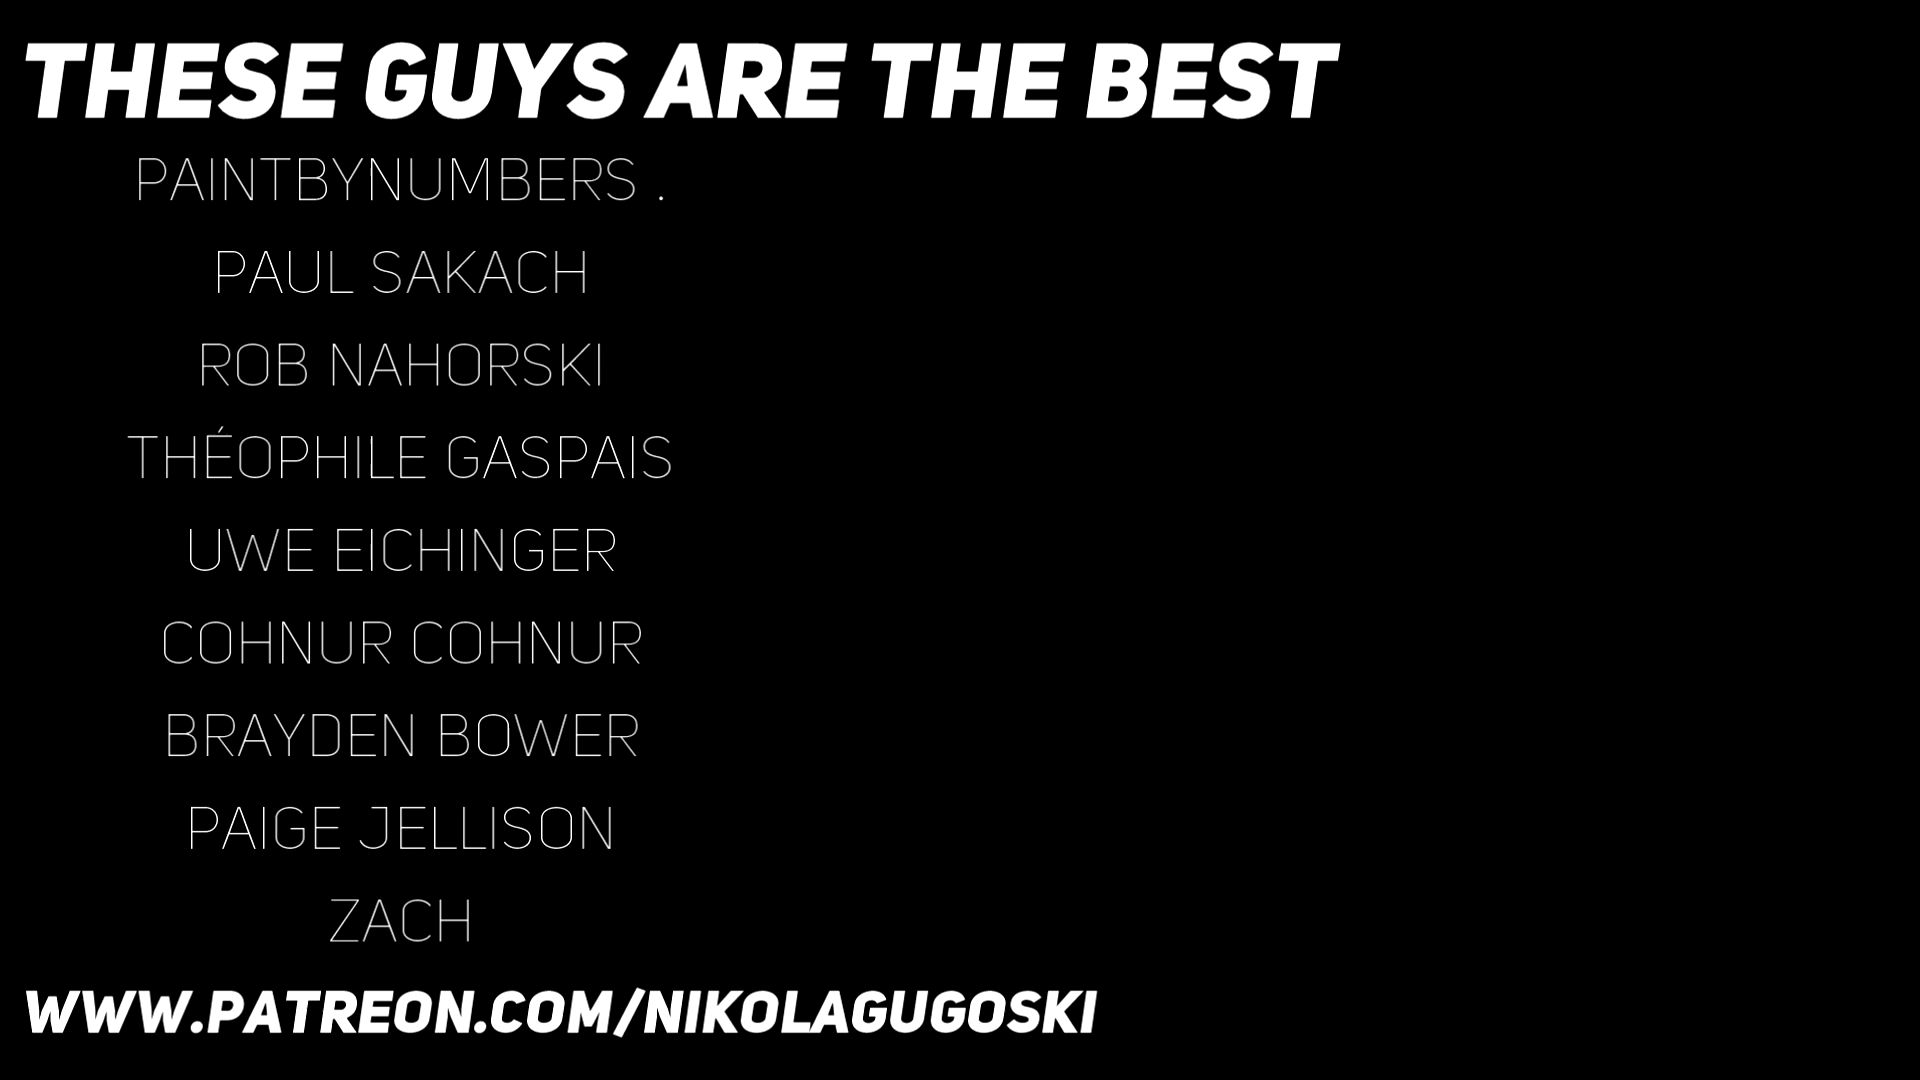 THESE GUYS ARE THE BEST
PAINTBYNUMBERS .
PAUL SAKACH
ROB NAHORSKI
THÉOPHILE GASPAIS
UWE EICHINGER
COHNUR COHNUR
BRAYDEN BOWER
PAIGE JELLISON
ZACH
WWW.PATREON.COM/NIKOLAGUGOSKI